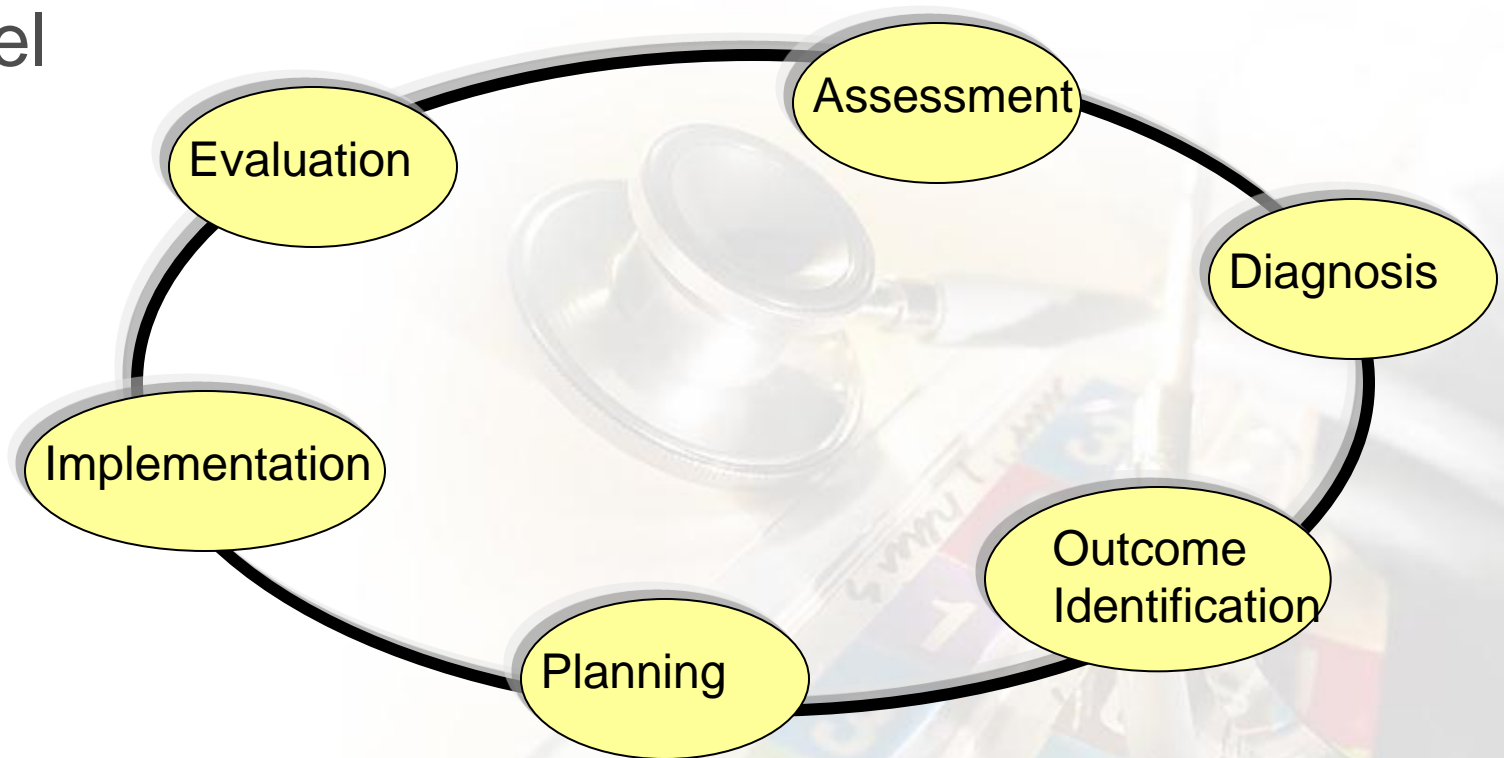 el
Assessment
Evaluation
Diagnosis
Implementation
Outcome
Identification
Planning